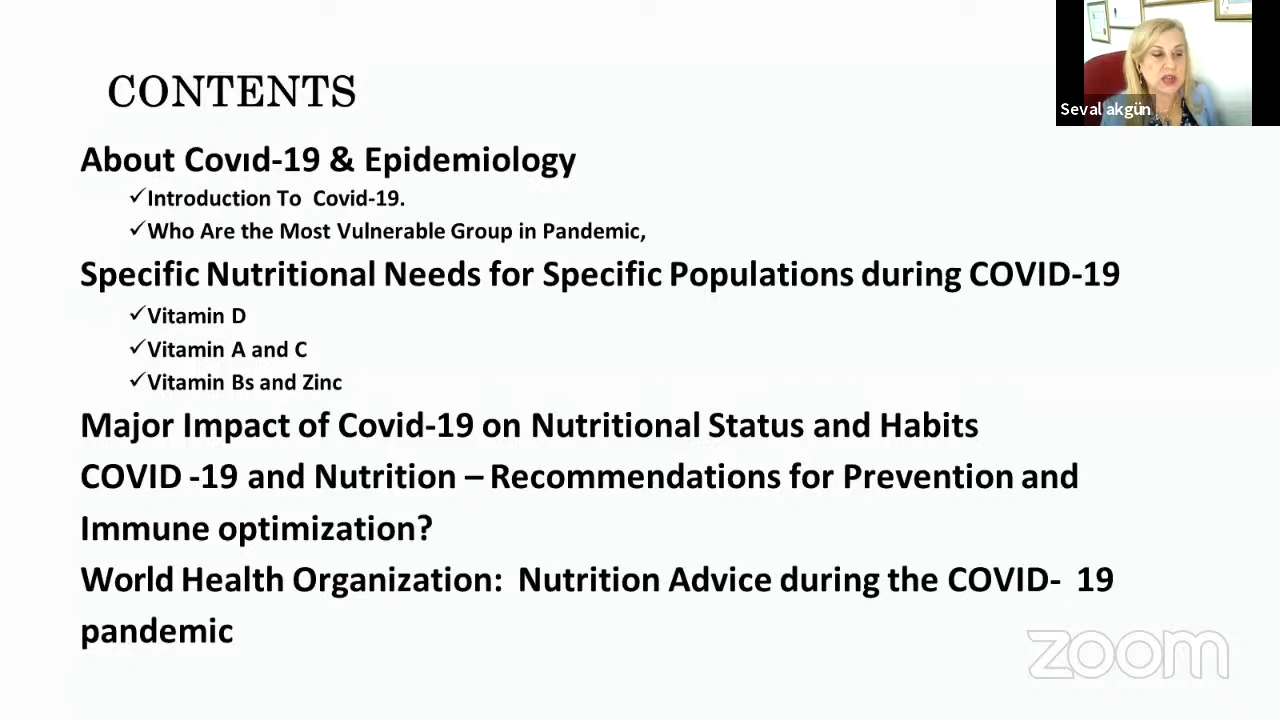 CONTENTS
Seval akgün
About Covıd-19 & Epidemiology
✓Introduction To Covid-19.
✓Who Are the Most Vulnerable Group in Pandemic,
Specific Nutritional Needs for Specific Populations during COVID-19
✓Vitamin D
✓Vitamin A and C
✓Vitamin Bs and Zinc
Major Impact of Covid-19 on Nutritional Status and Habits
COVID -19 and Nutrition – Recommendations for Prevention and
Immune optimization?
World Health Organization: Nutrition Advice during the COVID- 19
pandemic
zoom